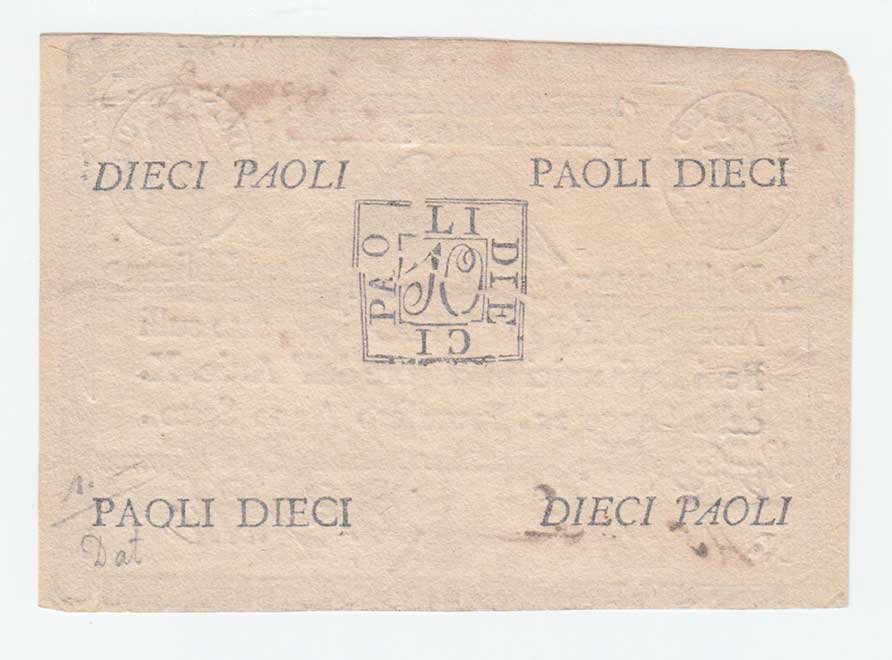 DIECI PAOLI PAOLI DIECI
PAO LI DIE CI
10
PAOLI DIECI DIECI PAOLI
Dat